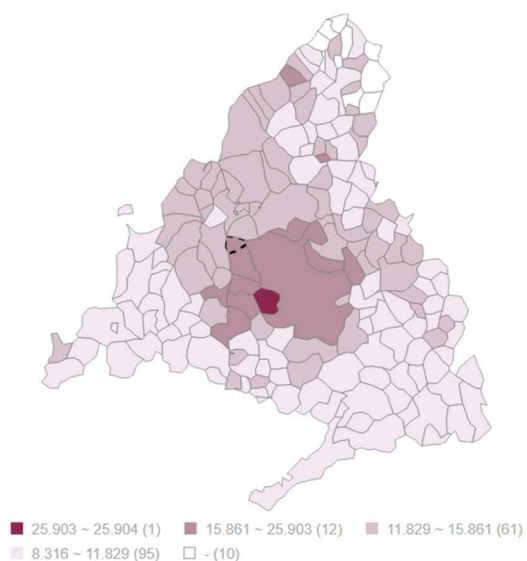 25.903 ~ 25.904 (1) 15.861 ~ 25.903 (12) 11.829 ~ 15.861 (61)
8.316 ~ 11.829 (95) - (10)